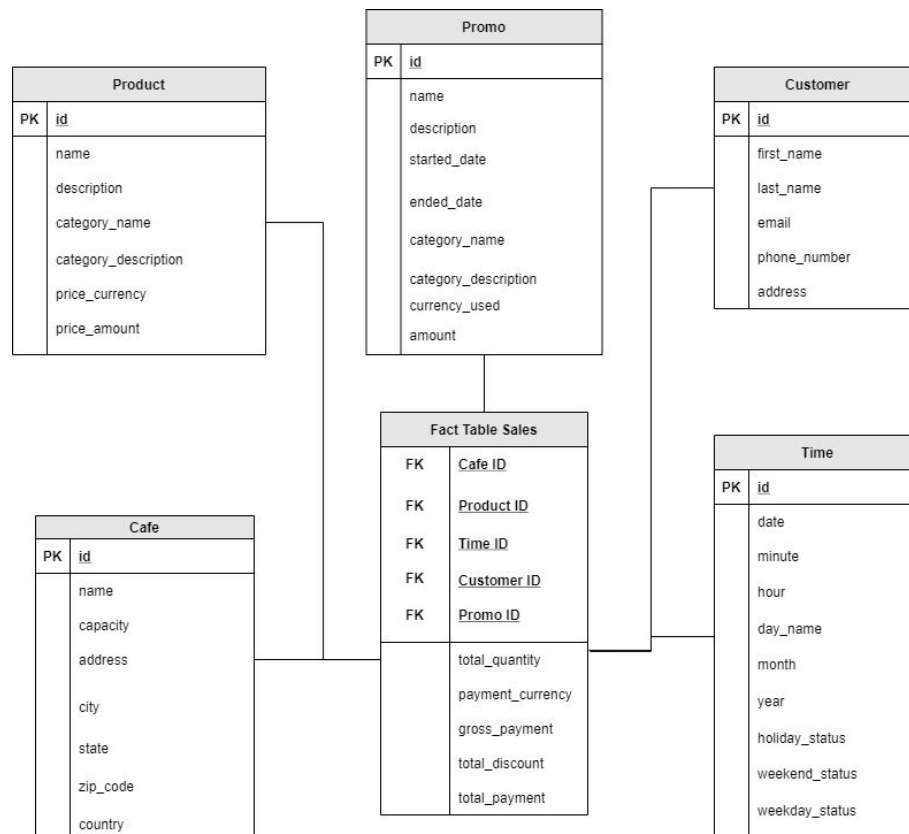 Promo
PK id
name
description
started_date
ended_date
category_name
category_description
currency_used
amount
Product
PK id
name
description
category_name
category_description
price_currency
price_amount
Customer
PK id
first_name
last_name
email
phone_number
address
Fact Table Sales
FK Cafe ID
FK Product ID
FK Time ID
FK Customer ID
FK Promo ID
total_quantity
payment_currency
gross_payment
total_discount
total_payment
Time
PK id
date
minute
hour
day_name
month
year
holiday_status
weekend_status
weekday_status
Cafe
PK id
name
capacity
address
city
state
zip_code
country